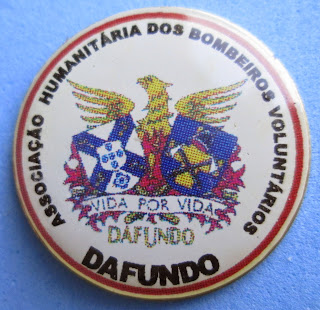 ASSOCIAÇÃO HUMANITÁRIA DOS BOMBEIROS VOLUNTÁRIOS
VIDA POR VIDA
DAFUNDO
DAFUNDO